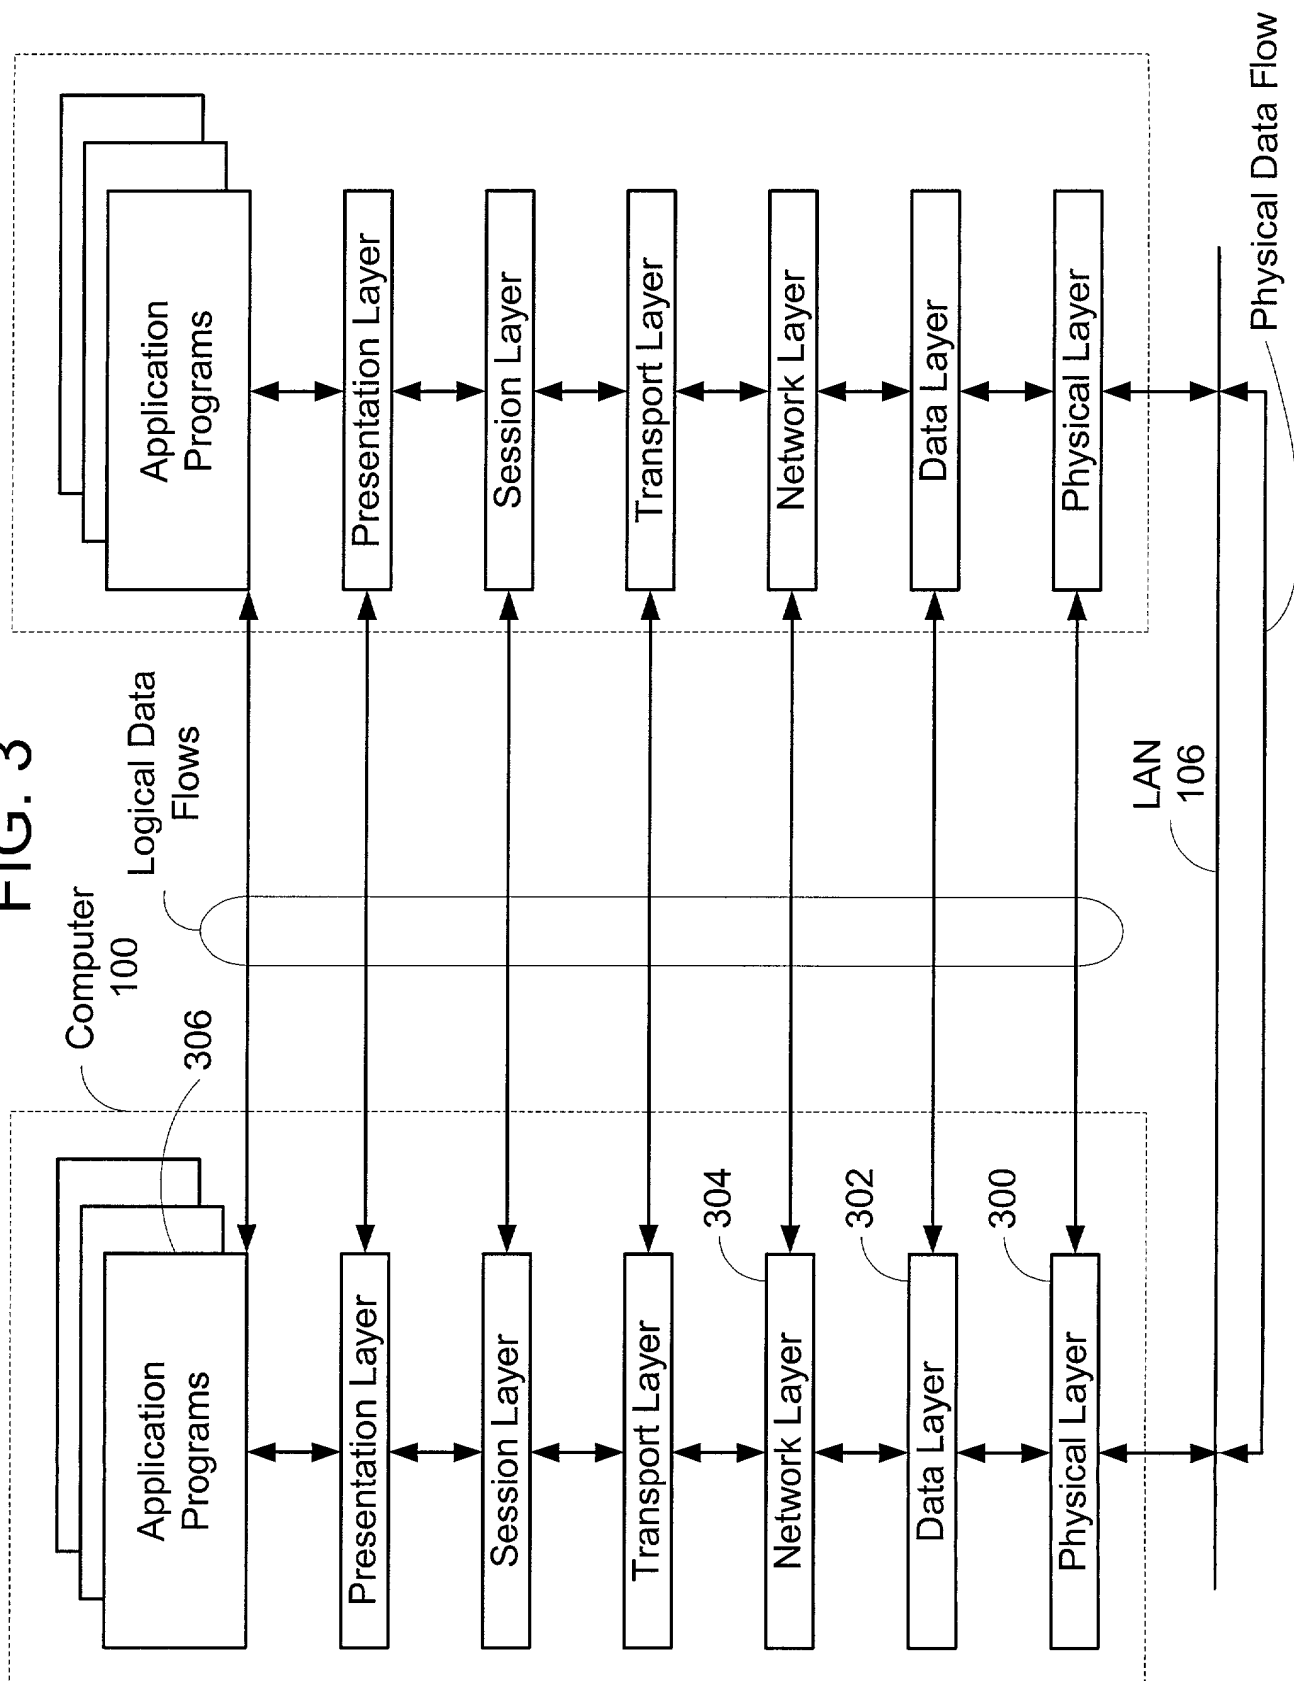 FIG. 3
Computer
100
306
Logical Data
Flows
Application
Programs
Presentation Layer
Session Layer
Transport Layer
304
Network Layer
302
Data Layer
300
Physical Layer
Application
Programs
Presentation Layer
Session Layer
Transport Layer
Network Layer
Data Layer
Physical Layer
LAN
106
Physical Data Flow